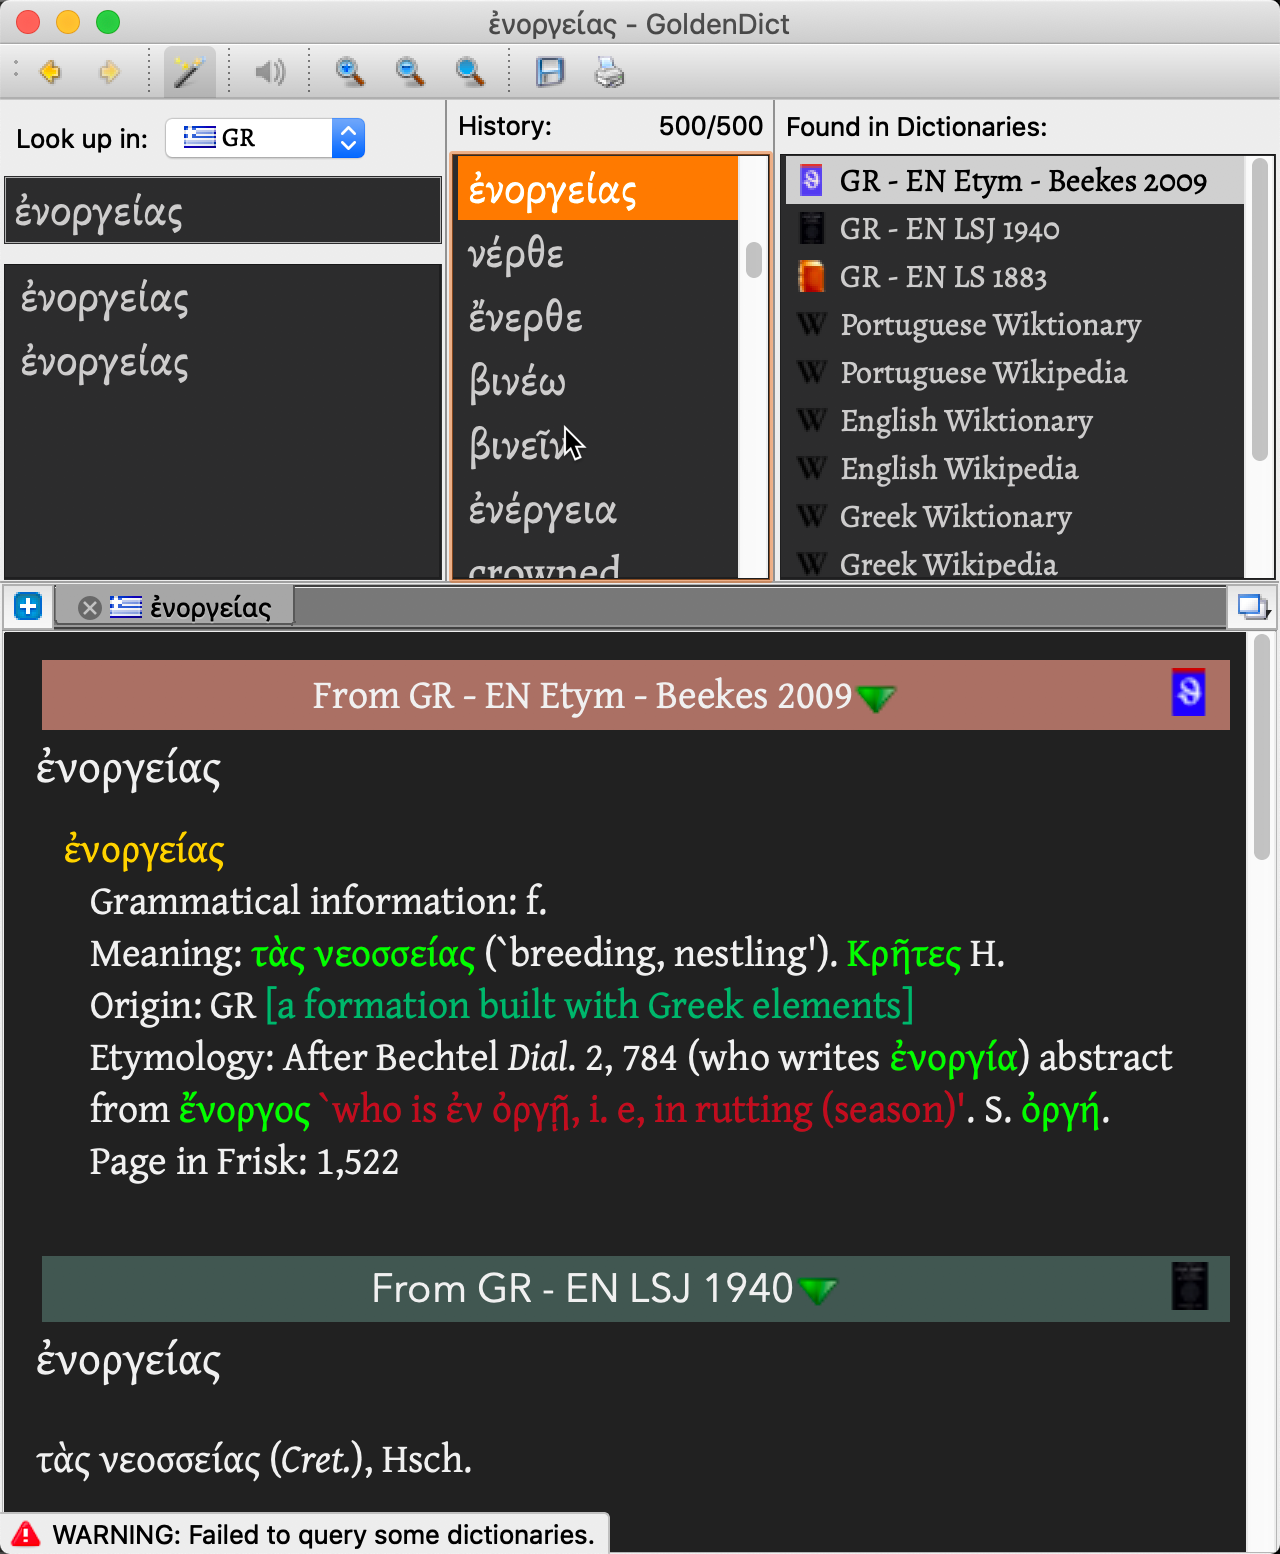 ἐνοργείας - GoldenDict
Look up in:
GR
ἐνοργείας
ἐνοργείας
ἐνοργείας
History:
500/500
ἐνοργείας
νέρθε
ἔνερθε
βινέω
βινεῖν
ἐνέργεια
crowned
Found in Dictionaries:
GR - EN Etym - Beekes 2009
GR - EN LSJ 1940
GR - EN LS 1883
Portuguese Wiktionary
Portuguese Wikipedia
English Wiktionary
English Wikipedia
Greek Wiktionary
Greek Wikipedia
ἐνοργείας
From GR - EN Etym - Beekes 2009
ἐνοργείας
ἐνοργείας
Grammatical information: f.
Meaning: τὰς νεοσσείας (`breeding, nestling'). Κρῆτες H.
Origin: GR [a formation built with Greek elements]
Etymology: After Bechtel Dial. 2, 784 (who writes ἐνοργία) abstract
from ἔνοργος `who is ἐν ὀργῇ, i. e, in rutting (season)'. S. ὀργή.
Page in Frisk: 1,522
From GR - EN LSJ 1940
ἐνοργείας
τὰς νεοσσείας (Cret.), Hsch.
WARNING: Failed to query some dictionaries.